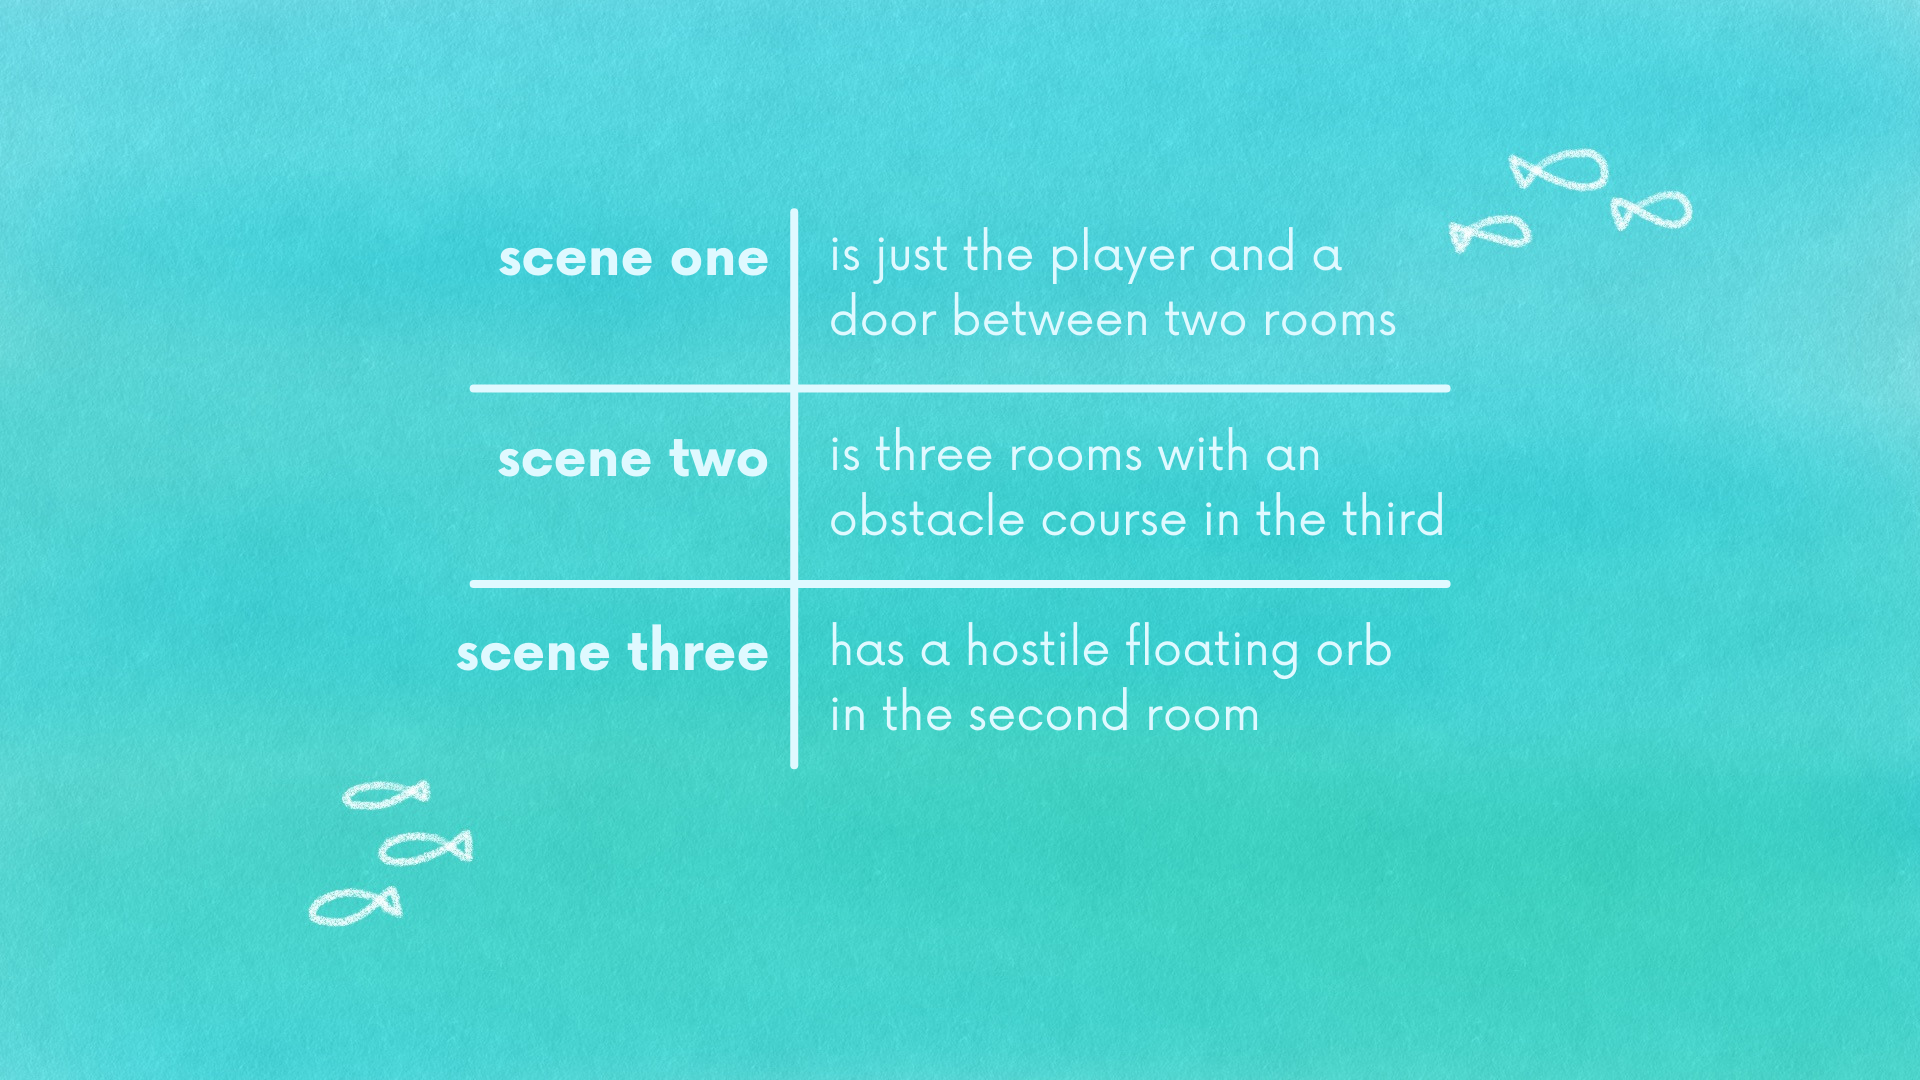 scene one
is just the player and a
door between two rooms
scene two
is three rooms with an
obstacle course in the third
scene three
has a hostile floating orb
in the second room